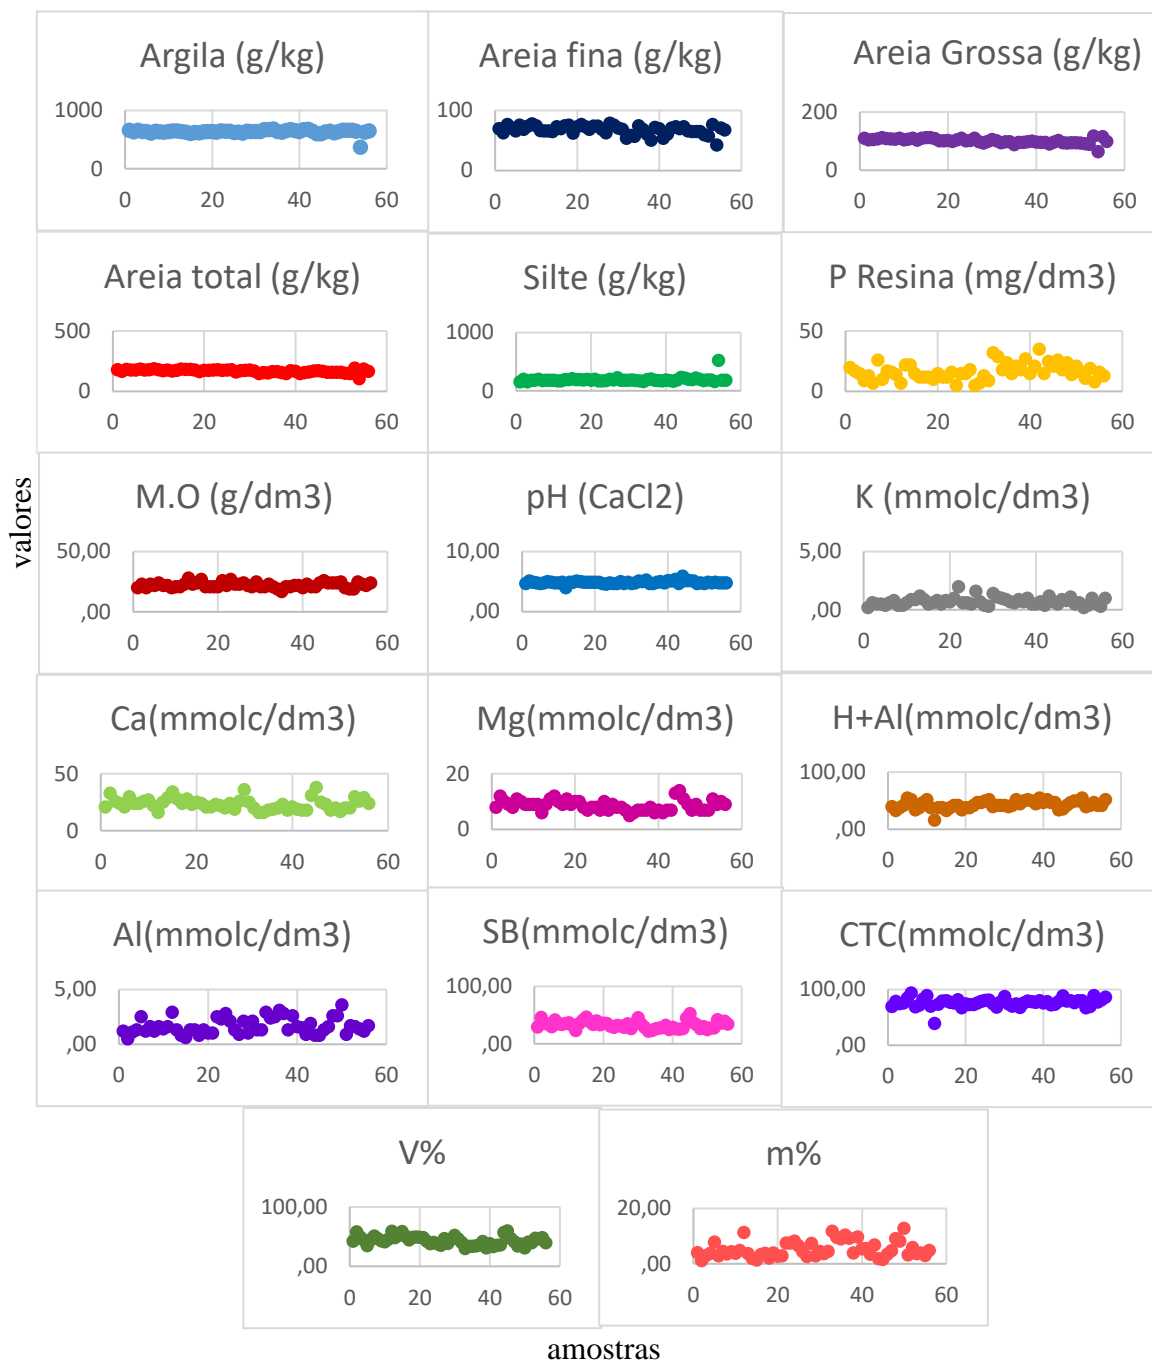 Argila (g/kg)
1000
0
0 20 40 60
Areia fina (g/kg)
100
0
0 20 40 60
Areia Grossa (g/kg)
200
0
0 20 40 60
Areia total (g/kg)
500
0
0 20 40 60
Silte (g/kg)
1000
0
0 20 40 60
P Resina (mg/dm3)
50
0
0 20 40 60
valores
M.O (g/dm3)
50,00
,00
0 20 40 60
pH (CaCl2)
10,00
,00
0 20 40 60
K (mmolc/dm3)
5,00
,00
0 20 40 60
Ca(mmolc/dm3)
50
0
0 20 40 60
Mg(mmolc/dm3)
20
0
0 20 40 60
H+Al(mmolc/dm3)
100,00
,00
0 20 40 60
Al(mmolc/dm3)
5,00
,00
0 20 40 60
SB(mmolc/dm3)
100,00
,00
0 20 40 60
CTC(mmolc/dm3)
100,00
,00
0 20 40 60
V%
100,00
,00
0 20 40 60
m%
20,00
,00
0 20 40 60
amostras